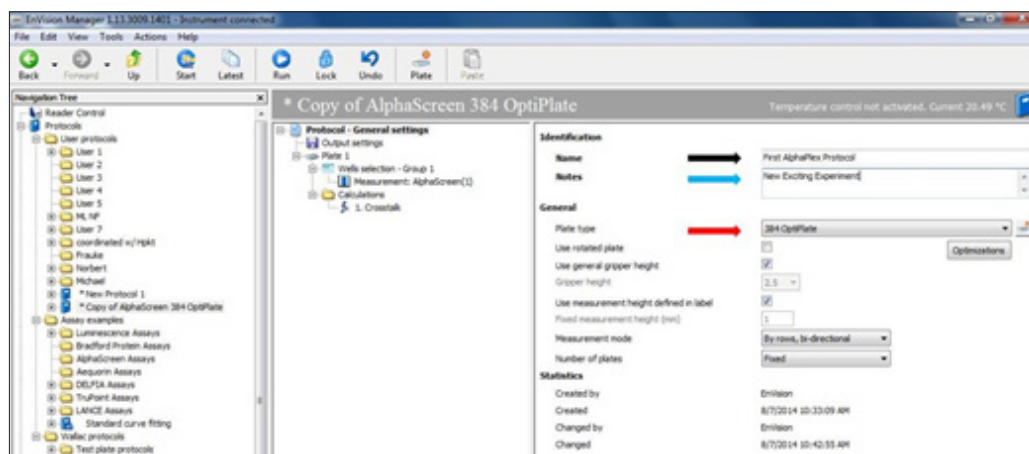 EnVision Manager 1.13.3009.1401 - Instrument connected
File Edit View Tools Actions Help
Back Forward Up Start Latest Run Lock Undo Plate Paste
Navigation Tree
Reader Control
Protocols
User protocols
User 1
User 2
User 3
User 4
User 5
ML NF
User 7
coordinated w/ Hpkt
Frauke
Norbert
Michael
* New Protocol 1
* Copy of AlphaScreen 384 OptiPlate
Assay examples
Luminescence Assays
Bradford Protein Assays
AlphaScreen Assays
Aequorin Assays
DELFIA Assays
TruPoint Assays
LANCE Assays
Standard curve fitting
Wallac protocols
Test plate protocols
* Copy of AlphaScreen 384 OptiPlate
Temperature control not activated. Current 20.49 °C
Protocol - General settings
Output settings
Plate 1
Wells selection - Group 1
Measurement: AlphaScreen(1)
Calculations
1. Crosstalk
Identification
Name First AlphaPlex Protocol
Notes New Exciting Experiment
General
Plate type 384 OptiPlate
Use rotated plate Optimizations
Use general gripper height
Gripper height 2.5
Use measurement height defined in label
Fixed measurement height (mm) 1
Measurement mode By rows, bi-directional
Number of plates Fixed
Statistics
Created by EnVision
Created 8/7/2014 10:33:09 AM
Changed by EnVision
Changed 8/7/2014 10:42:55 AM